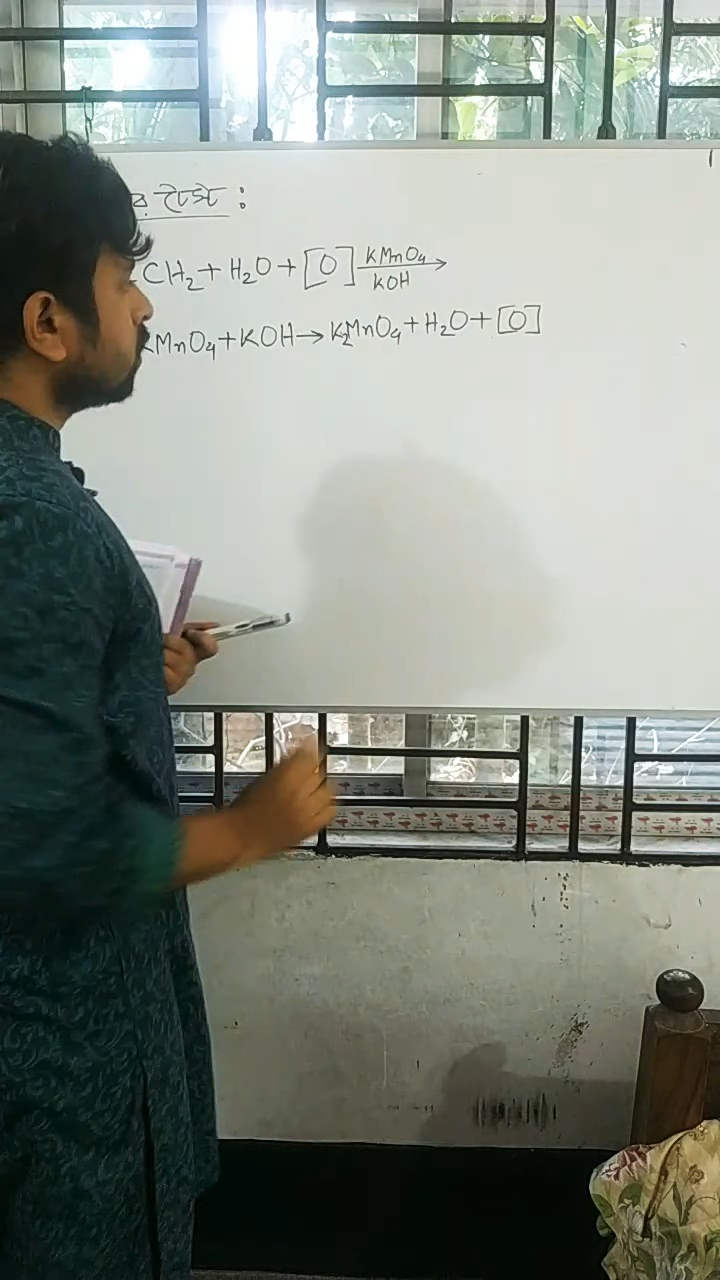 র টেস্ট :
CH₂ + H₂O + [O] KMnO₄ / KOH →
KMnO₄ + KOH → K₂MnO₄ + H₂O + [O]